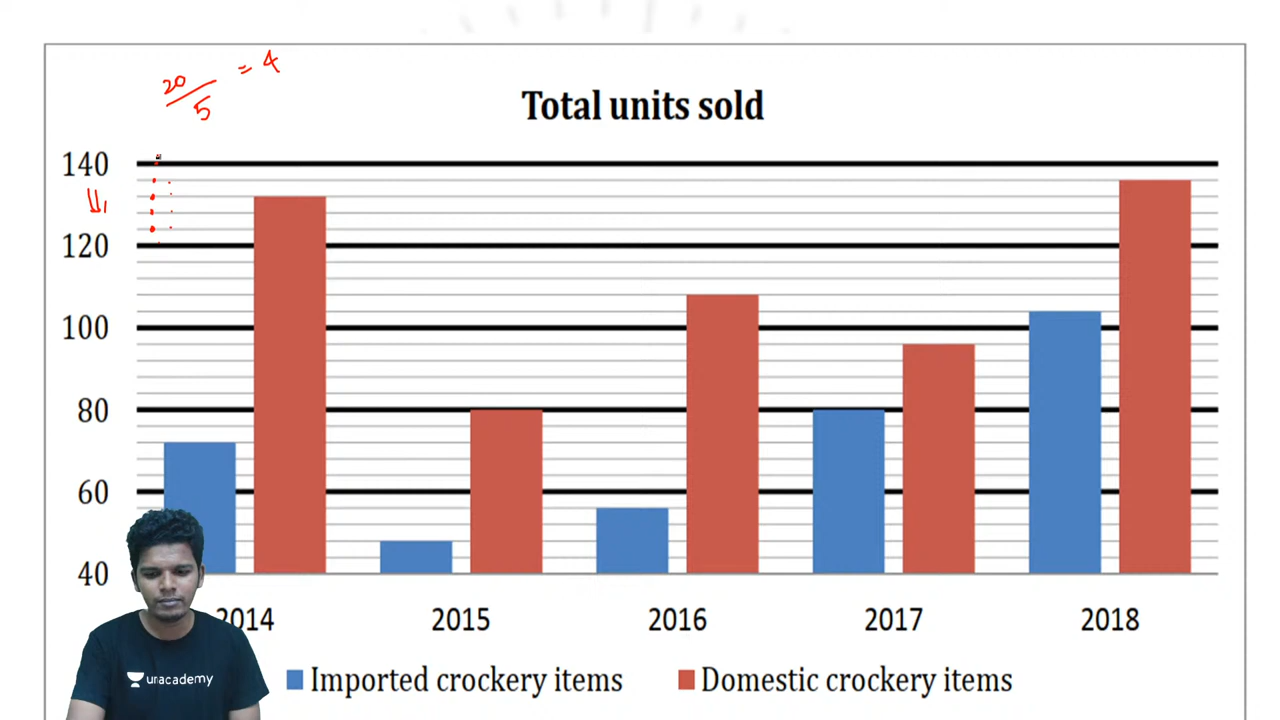 20/5 = 4
Total units sold
140
120
100
80
60
40
2014 2015 2016 2017 2018
Imported crockery items Domestic crockery items
unacademy